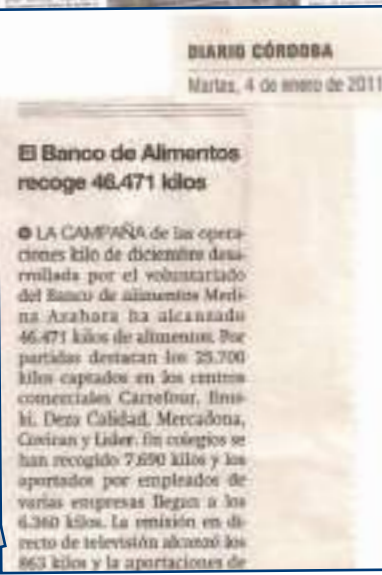 DIARIO CÓRDOBA
Martes, 4 de enero de 2011
El Banco de Alimentos
recoge 46.471 kilos
LA CAMPAÑA de las opera-
ciones kilo de diciembre desa-
rrollada por el voluntariado
del Banco de alimentos Medi-
na Azahara ha alcanzado
46.471 kilos de alimentos. Por
partidas destacan los 25.700
kilos captados en los centros
comerciales Carrefour, Eros-
ki, Deza Calidad, Mercadona,
Coviran y Lider. En colegios se
han recogido 7.690 kilos y los
aportados por empleados de
varias empresas llegan a los
6.360 kilos. La emisión en di-
recto de televisión alcanzó los
863 kilos y la aportaciones de